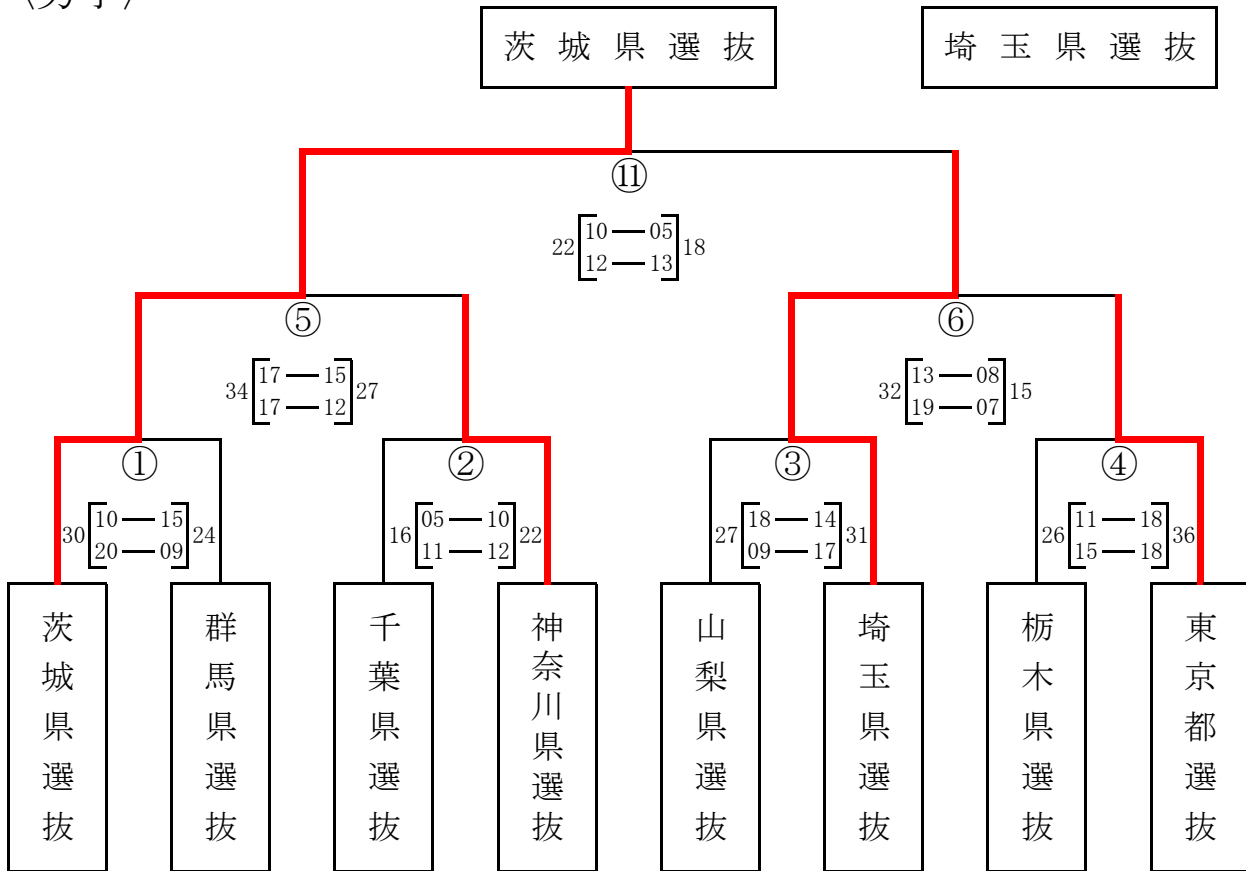 茨城県選抜
埼玉県選抜
⑪
22 10 — 05 18
12 — 13
⑤
⑥
34 17 — 15 27
17 — 12
32 13 — 08 15
19 — 07
①
②
③
④
30 10 — 15 24
20 — 09
16 05 — 10 22
11 — 12
27 18 — 14 31
09 — 17
26 11 — 18 36
15 — 18
茨城県選抜
群馬県選抜
千葉県選抜
神奈川県選抜
山梨県選抜
埼玉県選抜
栃木県選抜
東京都選抜